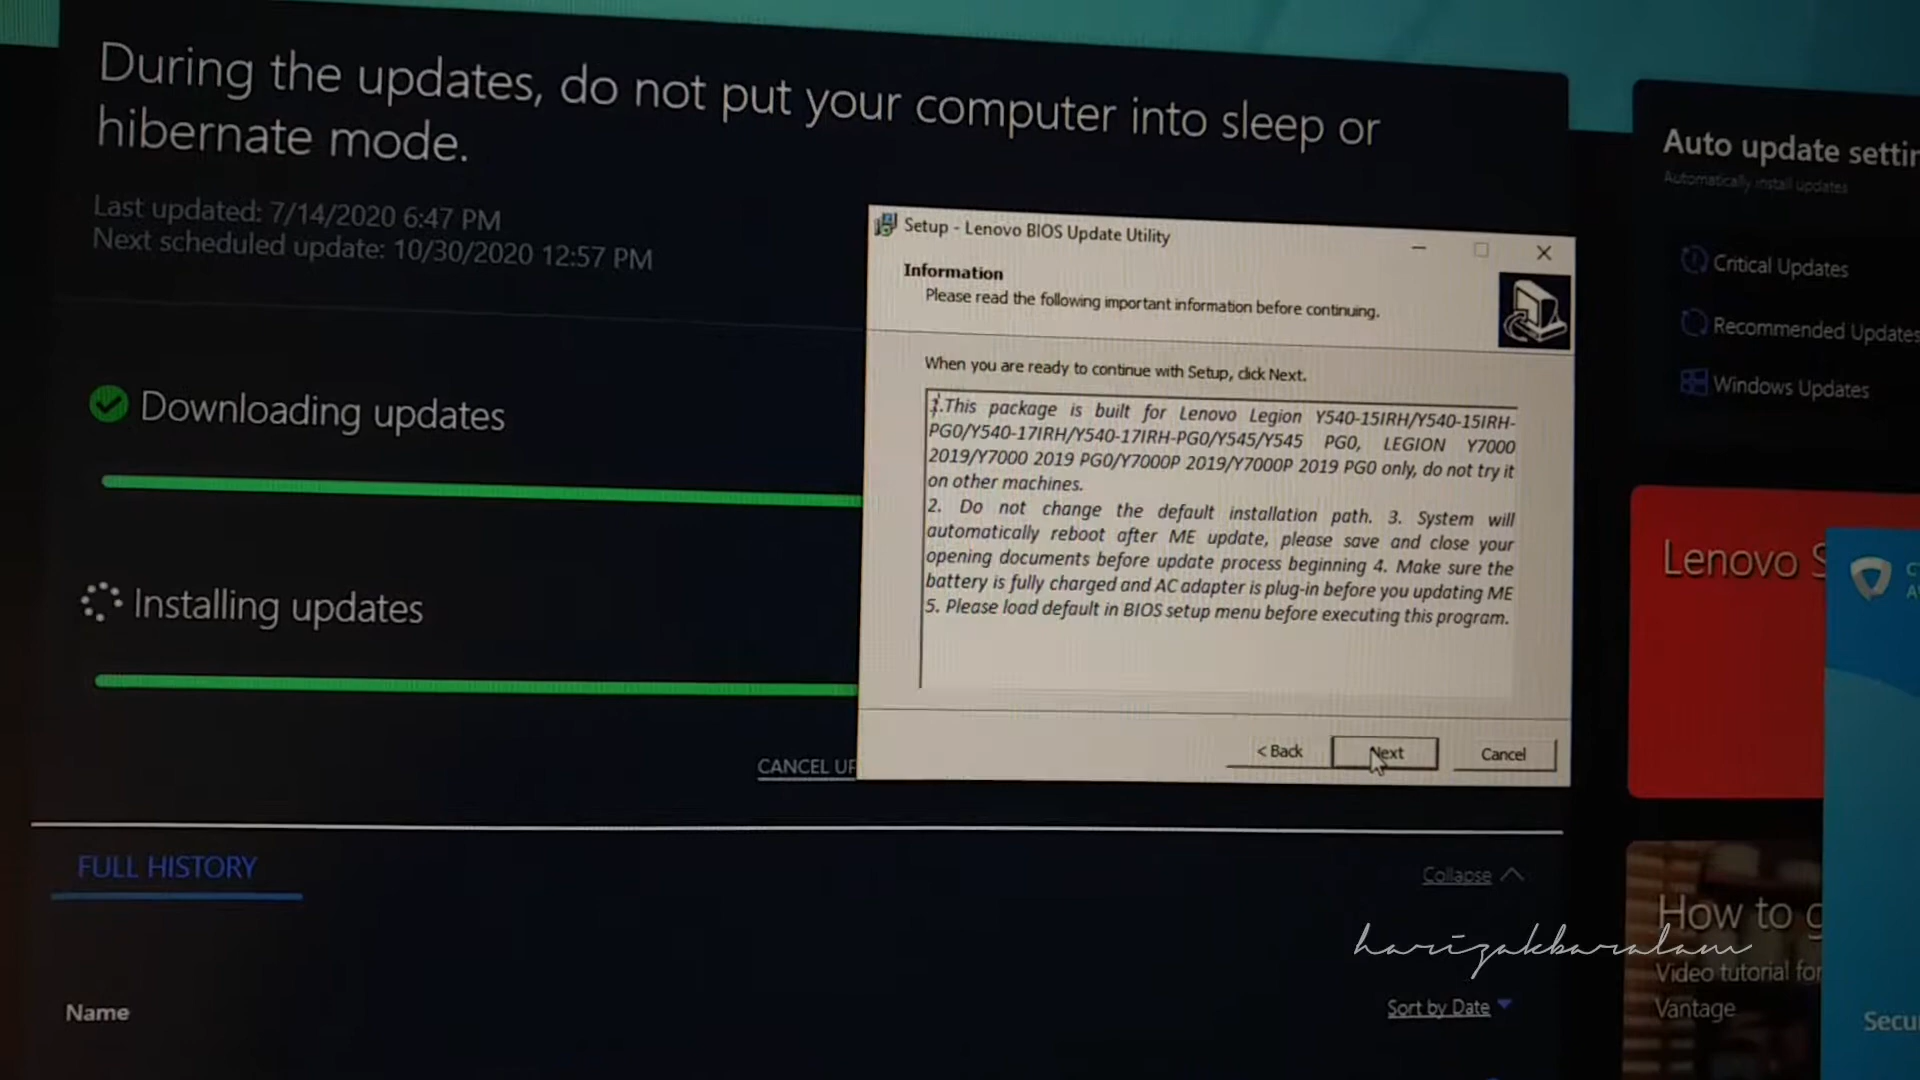 During the updates, do not put your computer into sleep or
hibernate mode.
Last updated: 7/14/2020 6:47 PM
Next scheduled update: 10/30/2020 12:57 PM
Downloading updates
Installing updates
CANCEL UP
FULL HISTORY
Collapse
Name
Sort by Date
Setup - Lenovo BIOS Update Utility
Information
Please read the following important information before continuing.
When you are ready to continue with Setup, click Next.
1.This package is built for Lenovo Legion Y540-15IRH/Y540-15IRH-
PG0/Y540-17IRH/Y540-17IRH-PG0/Y545/Y545 PG0, LEGION Y7000
2019/Y7000 2019 PG0/Y7000P 2019/Y7000P 2019 PG0 only, do not try it
on other machines.
2. Do not change the default installation path. 3. System will
automatically reboot after ME update, please save and close your
opening documents before update process beginning 4. Make sure the
battery is fully charged and AC adapter is plug-in before you updating ME
5. Please load default in BIOS setup menu before executing this program.
< Back
Next
Cancel
Auto update settin
Automatically install updates
Critical Updates
Recommended Updates
Windows Updates
Lenovo S
How to g
Video tutorial for
Vantage
Secu
harizakbaralam